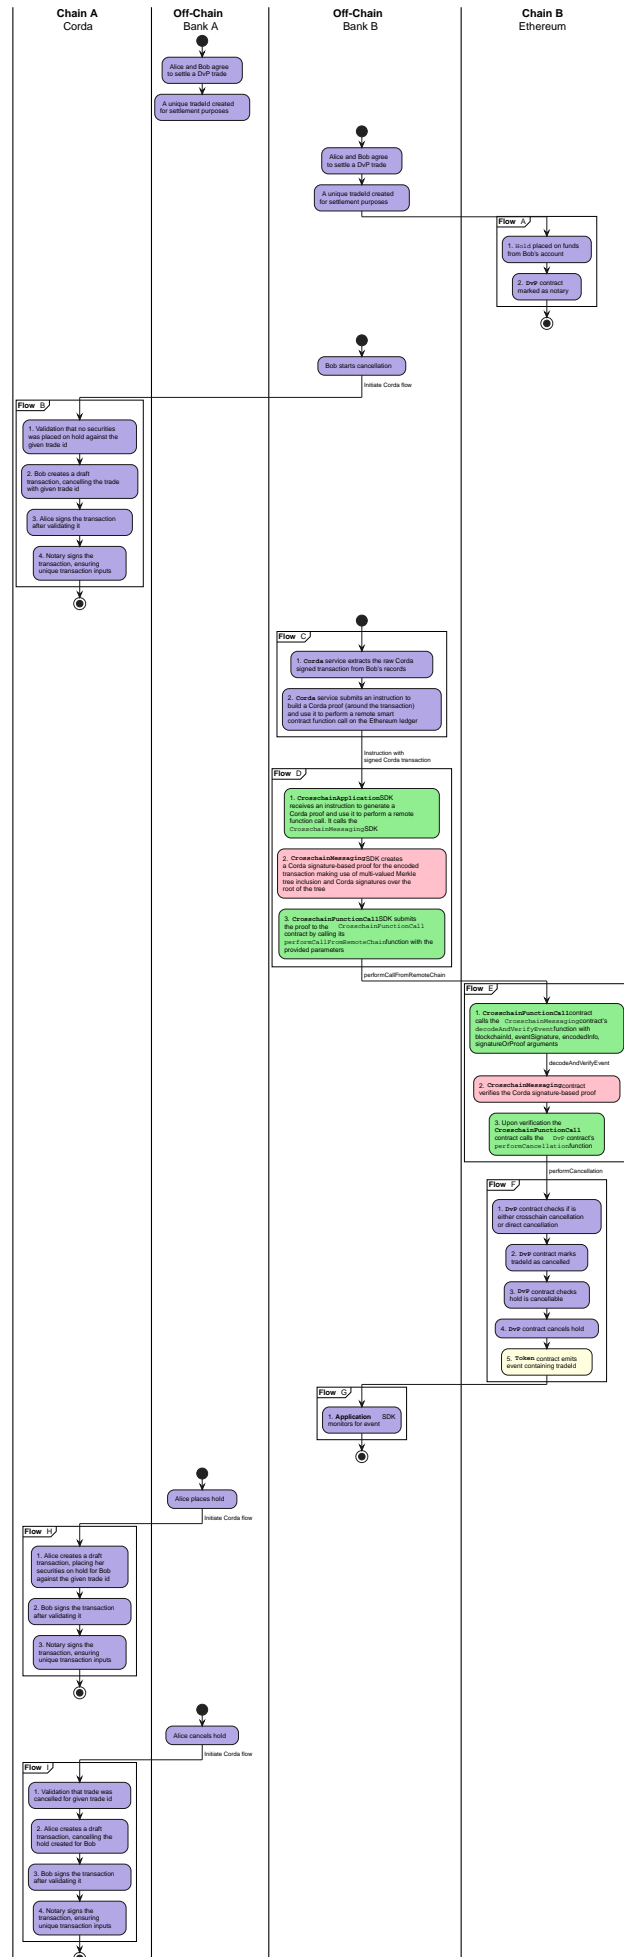 Chain A
Corda
Off-Chain
Bank A
Off-Chain
Bank B
Chain B
Ethereum
Alice and Bob agree
to settle a DvP trade
A unique tradeId created
for settlement purposes
Alice and Bob agree
to settle a DvP trade
A unique tradeId created
for settlement purposes
Flow A
1. Hold placed on funds
from Bob's account
2. DvP contract
marked as notary
Bob starts cancellation
Initiate Corda flow
Flow B
1. Validation that no securities
was placed on hold against the
given trade id
2. Bob creates a draft
transaction, cancelling the trade
with given trade id
3. Alice signs the transaction
after validating it
4. Notary signs the
transaction, ensuring
unique transaction inputs
Flow C
1. Corda service extracts the raw Corda
signed transaction from Bob's records
2. Corda service submits an instruction to
build a Corda proof (around the transaction)
and use it to perform a remote smart
contract function call on the Ethereum ledger
Instruction with
signed Corda transaction
Flow D
1. CrosschainApplicationSDK
receives an instruction to generate a
Corda proof and use it to perform a remote
function call. It calls the
CrosschainMessagingSDK
2. CrosschainMessagingSDK creates
a Corda signature-based proof for the encoded
transaction making use of multi-valued Merkle
tree inclusion and Corda signatures over the
root of the tree
3. CrosschainFunctionCallSDK submits
the proof to the CrosschainFunctionCall
contract by calling its
performCallFromRemoteChainfunction with the
provided parameters
performCallFromRemoteChain
Flow E
1. CrosschainFunctionCallcontract
calls the CrosschainMessagingcontract's
decodeAndVerifyEventfunction with
blockchainId, eventSignature, encodedInfo,
signatureOrProof arguments
decodeAndVerifyEvent
2. CrosschainMessagingcontract
verifies the Corda signature-based proof
3. Upon verification the
CrosschainFunctionCall
contract calls the DvP contract's
performCancellationfunction
performCancellation
Flow F
1. DvP contract checks if is
either crosschain cancellation
or direct cancellation
2. DvP contract marks
tradeId as cancelled
3. DvP contract checks
hold is cancellable
4. DvP contract cancels hold
5. Token contract emits
event containing tradeId
Flow G
1. Application SDK
monitors for event
Alice places hold
Initiate Corda flow
Flow H
1. Alice creates a draft
transaction, placing her
securities on hold for Bob
against the given trade id
2. Bob signs the transaction
after validating it
3. Notary signs the
transaction, ensuring
unique transaction inputs
Alice cancels hold
Initiate Corda flow
Flow I
1. Validation that trade was
cancelled for given trade id
2. Alice creates a draft
transaction, cancelling the
hold created for Bob
3. Bob signs the transaction
after validating it
4. Notary signs the
transaction, ensuring
unique transaction inputs